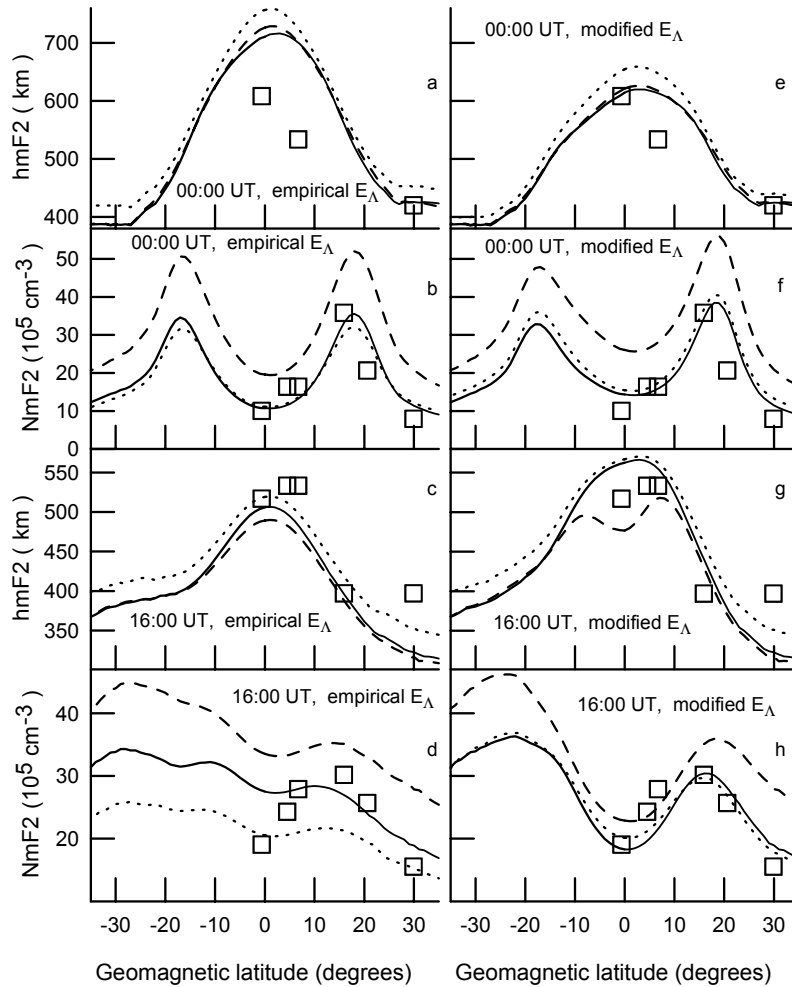 00:00 UT, empirical EΛ
a
hmF2 ( km)
700
600
500
400
00:00 UT, modified EΛ
e
00:00 UT, empirical EΛ
b
NmF2 (10⁵ cm⁻³)
50
40
30
20
10
0
00:00 UT, modified EΛ
f
c
hmF2 ( km)
550
500
450
400
350
16:00 UT, empirical EΛ
g
16:00 UT, modified EΛ
16:00 UT, empirical EΛ
d
NmF2 (10⁵ cm⁻³)
40
30
20
16:00 UT, modified EΛ
h
-30 -20 -10 0 10 20 30
-30 -20 -10 0 10 20 30
Geomagnetic latitude (degrees)
Geomagnetic latitude (degrees)